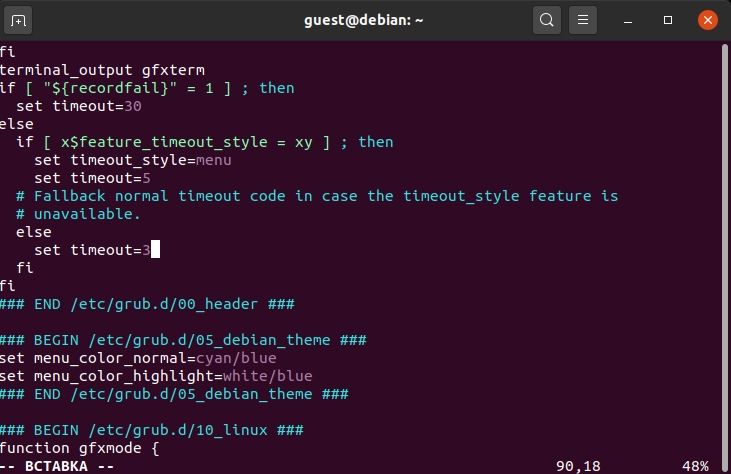 guest@debian: ~
fi
terminal_output gfxterm
if [ "${recordfail}" = 1 ] ; then
  set timeout=30
else
  if [ x$feature_timeout_style = xy ] ; then
    set timeout_style=menu
    set timeout=5
  # Fallback normal timeout code in case the timeout_style feature is
  # unavailable.
  else
    set timeout=3
  fi
fi
### END /etc/grub.d/00_header ###

### BEGIN /etc/grub.d/05_debian_theme ###
set menu_color_normal=cyan/blue
set menu_color_highlight=white/blue
### END /etc/grub.d/05_debian_theme ###

### BEGIN /etc/grub.d/10_linux ###
function gfxmode {
-- ВСТАВКА -- 90,18 48%